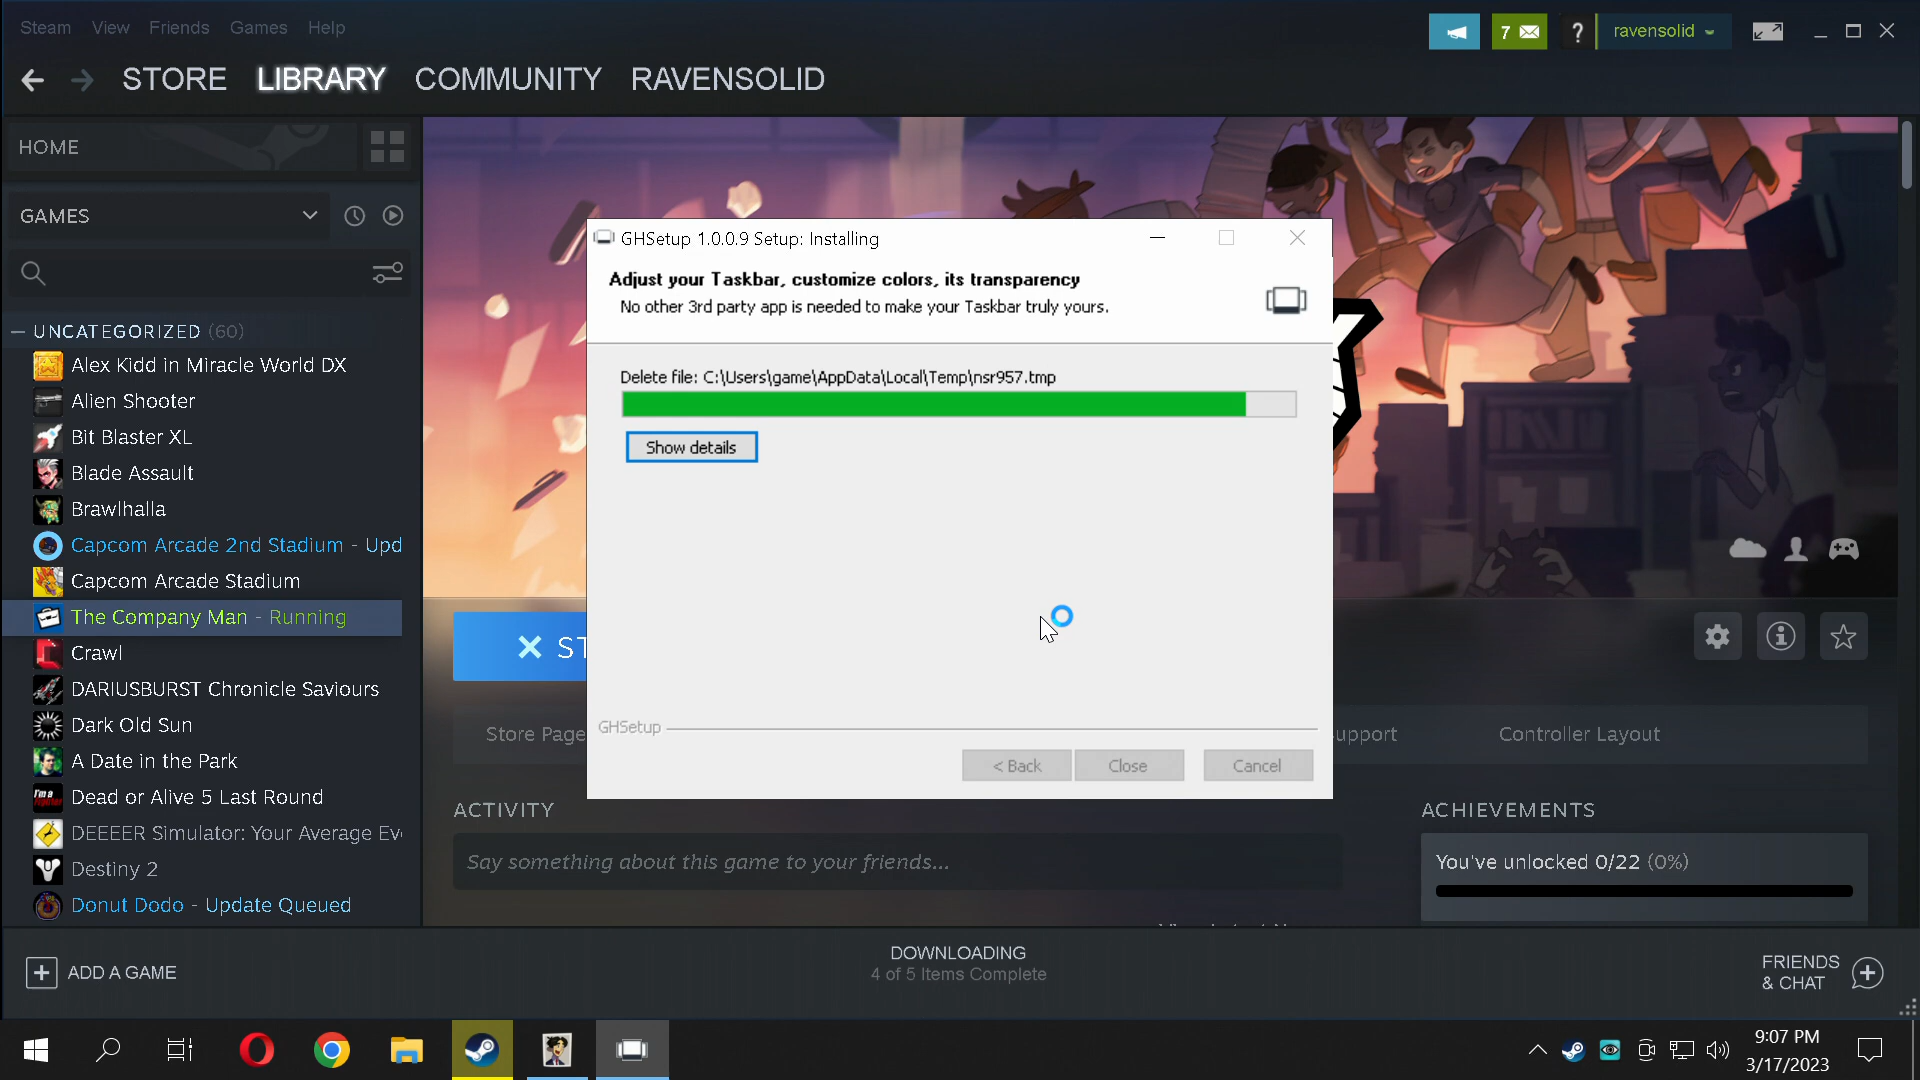 Steam View Friends Games Help
7
?
ravensolid
STORE LIBRARY COMMUNITY RAVENSOLID
HOME
GAMES
UNCATEGORIZED (60)
Alex Kidd in Miracle World DX
Alien Shooter
Bit Blaster XL
Blade Assault
Brawlhalla
Capcom Arcade 2nd Stadium - Upd
Capcom Arcade Stadium
The Company Man - Running
Crawl
DARIUSBURST Chronicle Saviours
Dark Old Sun
A Date in the Park
Dead or Alive 5 Last Round
DEEEER Simulator: Your Average Ev
Destiny 2
Donut Dodo - Update Queued
GHSetup 1.0.0.9 Setup: Installing
Adjust your Taskbar, customize colors, its transparency
No other 3rd party app is needed to make your Taskbar truly yours.
Delete file: C:\Users\game\AppData\Local\Temp\nsr957.tmp
Show details
GHSetup
< Back Close Cancel
ST
Store Page
upport
Controller Layout
ACTIVITY
Say something about this game to your friends...
ACHIEVEMENTS
You've unlocked 0/22 (0%)
ADD A GAME
DOWNLOADING
4 of 5 Items Complete
FRIENDS
& CHAT
9:07 PM
3/17/2023